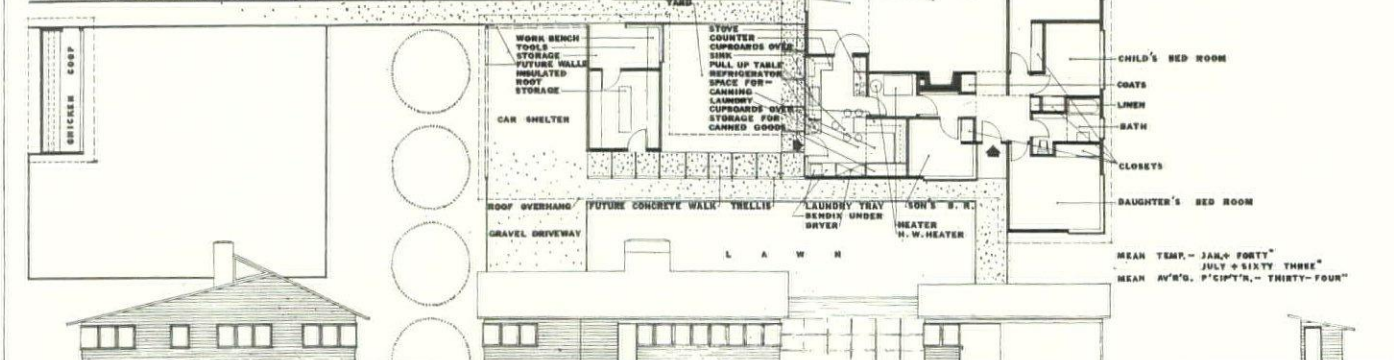 YARD
CHICKEN COOP
WORK BENCH
TOOLS
STORAGE
FUTURE WALLS
INSULATED
ROOT
STORAGE
CAR SHELTER
STOVE
COUNTER
CUPBOARDS OVER
SINK
PULL UP TABLE
REFRIGERATOR
SPACE FOR-
CANNING
LAUNDRY
CUPBOARDS OVER
STORAGE FOR
CANNED GOODS
CHILD'S BED ROOM
COATS
LINEN
BATH
CLOSETS
DAUGHTER'S BED ROOM
ROOF OVERHANG
FUTURE CONCRETE WALK
TRELLIS
LAUNDRY TRAY
BENDIX UNDER
DRYER
SON'S B. R.
HEATER
H.W. HEATER
GRAVEL DRIVEWAY
LAWN
MEAN TEMP.- JAN.+ FORTY°
JULY + SIXTY THREE°
MEAN AV'R'G. P'CIP'T'N.- THIRTY-FOUR"